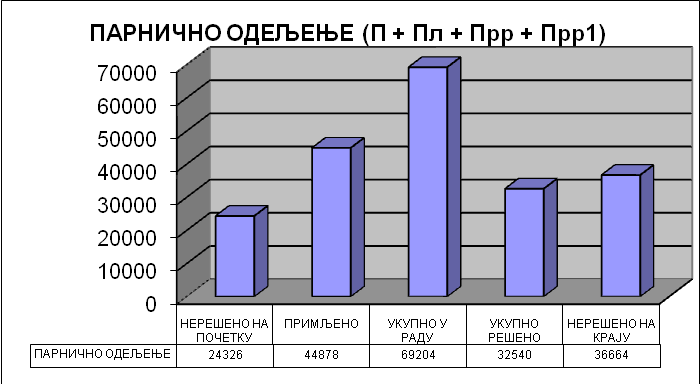 ПАРНИЧНО ОДЕЉЕЊЕ (П + Пл + Прр + Прр1)
70000
60000
50000
40000
30000
20000
10000
0
НЕРЕШЕНО НА ПОЧЕТКУ
ПРИМЉЕНО
УКУПНО У РАДУ
УКУПНО РЕШЕНО
НЕРЕШЕНО НА КРАЈУ
ПАРНИЧНО ОДЕЉЕЊЕ 24326 44878 69204 32540 36664